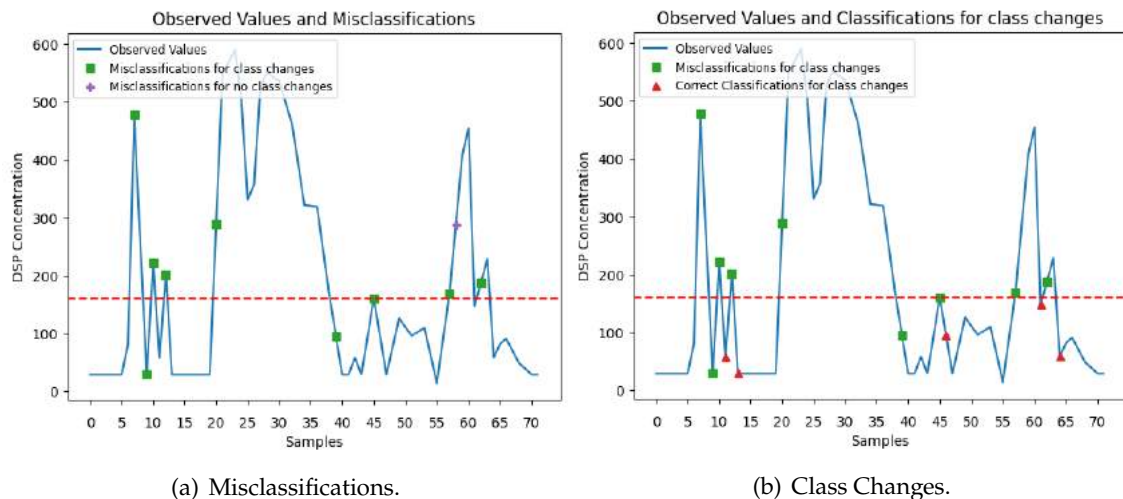 Observed Values and Misclassifications
600
500
400
300
200
100
0
DSP Concentration
Observed Values
Misclassifications for class changes
Misclassifications for no class changes
0 5 10 15 20 25 30 35 40 45 50 55 60 65 70
Samples
(a) Misclassifications.
Observed Values and Classifications for class changes
600
500
400
300
200
100
0
DSP Concentration
Observed Values
Misclassifications for class changes
Correct Classifications for class changes
0 5 10 15 20 25 30 35 40 45 50 55 60 65 70
Samples
(b) Class Changes.